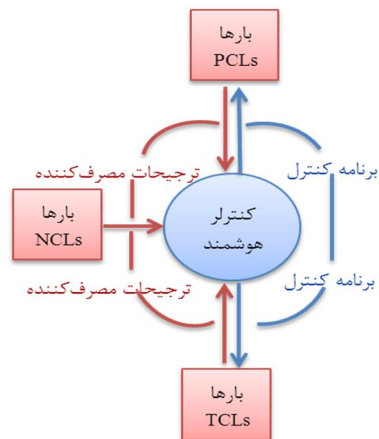 بارها
PCLs
ترجیحات مصرف‌کننده
برنامه کنترل
بارها
NCLs
کنترلر
هوشمند
ترجیحات مصرف‌کننده
برنامه کنترل
بارها
TCLs